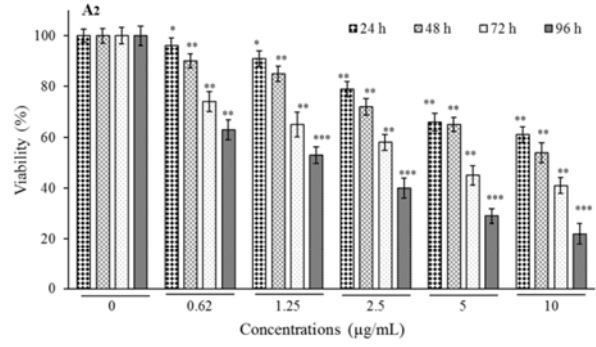 A2
24 h 48 h 72 h 96 h
Viability (%)
100
80
60
40
20
0
* ** ** **
* ** ** ***
** ** ** ***
** ** ** ***
** ** ** ***
0 0.62 1.25 2.5 5 10
Concentrations (µg/mL)